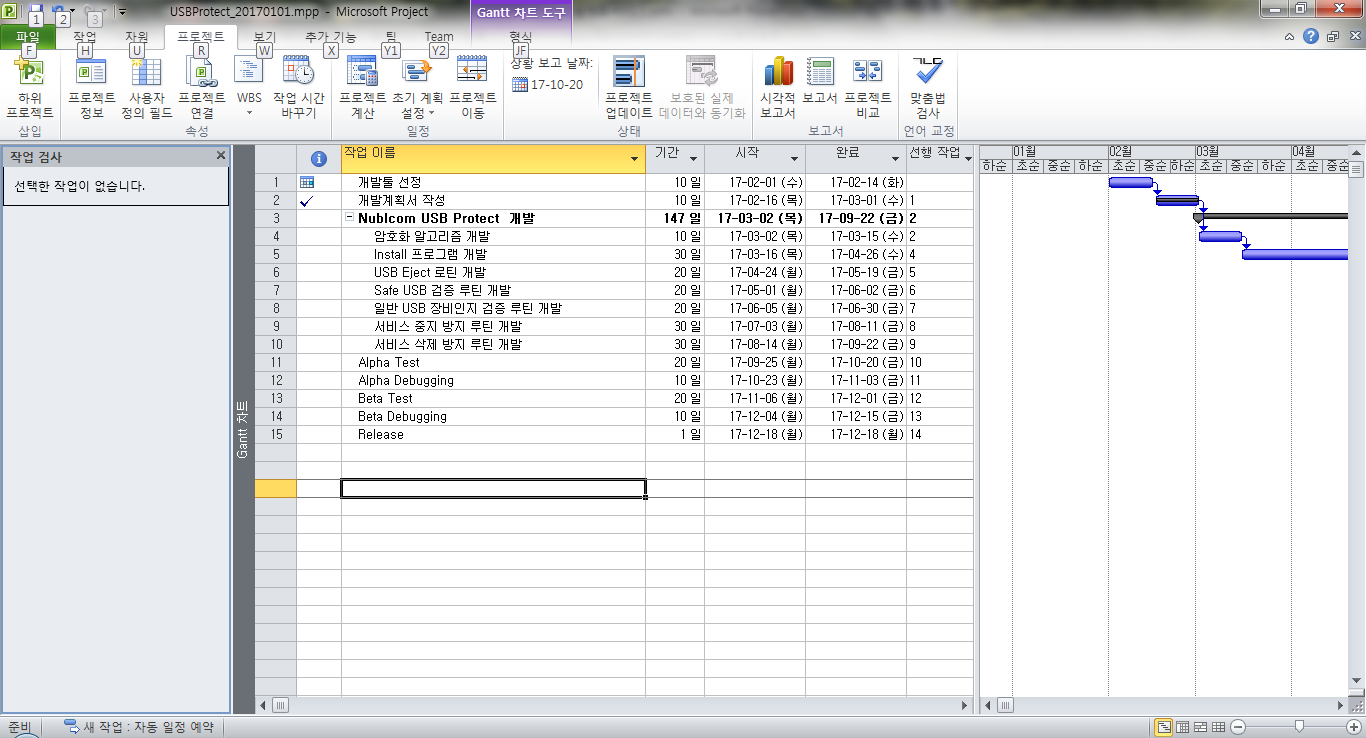 USBProtect_20170101.mpp - Microsoft Project
Gantt 차트 도구
1 2 3
파일 작업 자원 프로젝트 보기 추가 기능 팀 Team 형식
F H U R W X Y1 Y2 JF
하위 프로젝트
프로젝트 정보
사용자 정의 필드
프로젝트 연결
WBS
작업 시간 바꾸기
프로젝트 계산
초기 계획 설정
프로젝트 이동
상황 보고 날짜:
17-10-20
프로젝트 업데이트
보호된 실제 데이터와 동기화
시각적 보고서
보고서
프로젝트 비교
맞춤법 검사
삽입 속성 일정 상태 보고서 언어 교정
작업 검사
선택한 작업이 없습니다.
Gantt 차트
작업 이름 기간 시작 완료 선행 작업
1 개발툴 선정 10 일 17-02-01 (수) 17-02-14 (화)
2 개발계획서 작성 10 일 17-02-16 (목) 17-03-01 (수) 1
3 Nublcom USB Protect 개발 147 일 17-03-02 (목) 17-09-22 (금) 2
4 암호화 알고리즘 개발 10 일 17-03-02 (목) 17-03-15 (수) 2
5 Install 프로그램 개발 30 일 17-03-16 (목) 17-04-26 (수) 4
6 USB Eject 로틴 개발 20 일 17-04-24 (월) 17-05-19 (금) 5
7 Safe USB 검증 루틴 개발 20 일 17-05-01 (월) 17-06-02 (금) 6
8 일반 USB 장비인지 검증 루틴 개발 20 일 17-06-05 (월) 17-06-30 (금) 7
9 서비스 중지 방지 루틴 개발 30 일 17-07-03 (월) 17-08-11 (금) 8
10 서비스 삭제 방지 루틴 개발 30 일 17-08-14 (월) 17-09-22 (금) 9
11 Alpha Test 20 일 17-09-25 (월) 17-10-20 (금) 10
12 Alpha Debugging 10 일 17-10-23 (월) 17-11-03 (금) 11
13 Beta Test 20 일 17-11-06 (월) 17-12-01 (금) 12
14 Beta Debugging 10 일 17-12-04 (월) 17-12-15 (금) 13
15 Release 1 일 17-12-18 (월) 17-12-18 (월) 14
01월 02월 03월 04월
하순 초순 중순 하순 초순 중순 하순 초순 중순 하순 초순 중순
준비 새 작업 : 자동 일정 예약